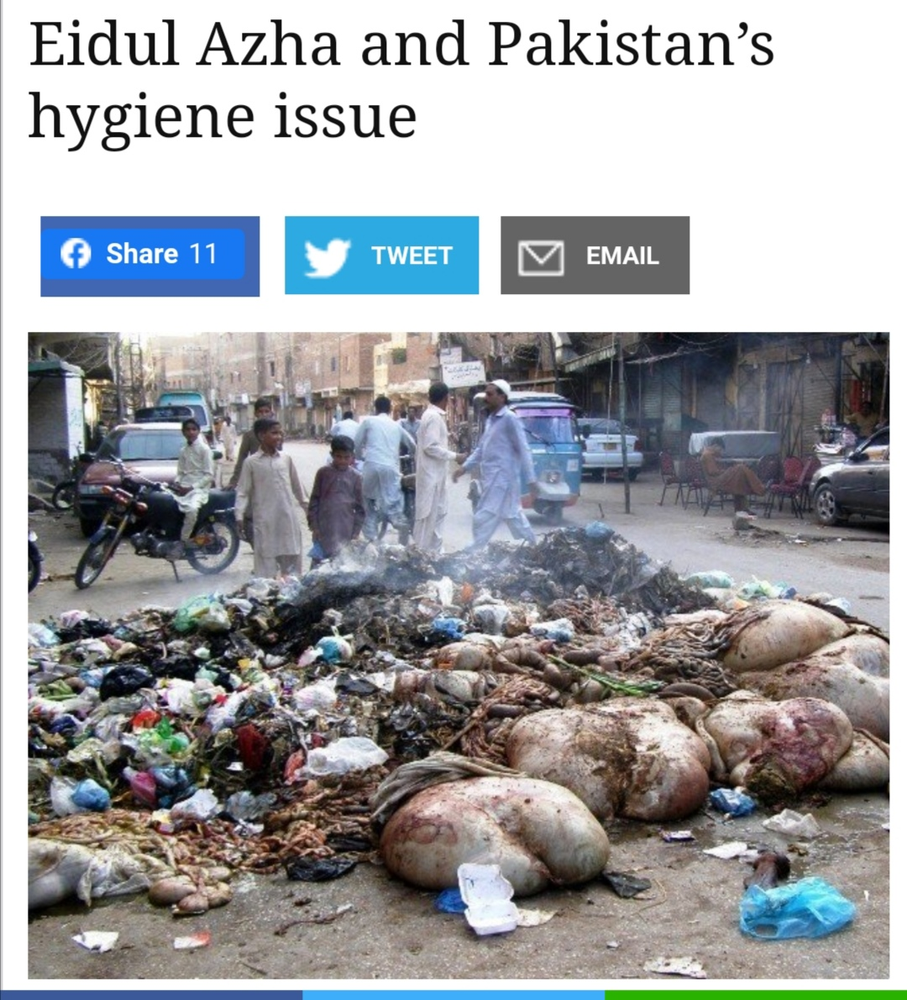 Eidul Azha and Pakistan’s
hygiene issue
Share 11
TWEET
EMAIL